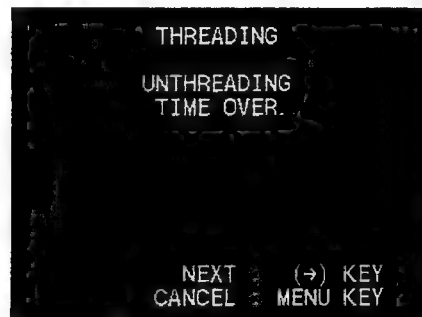 THREADING
UNTHREADING
TIME OVER.
NEXT : (→) KEY
CANCEL : MENU KEY